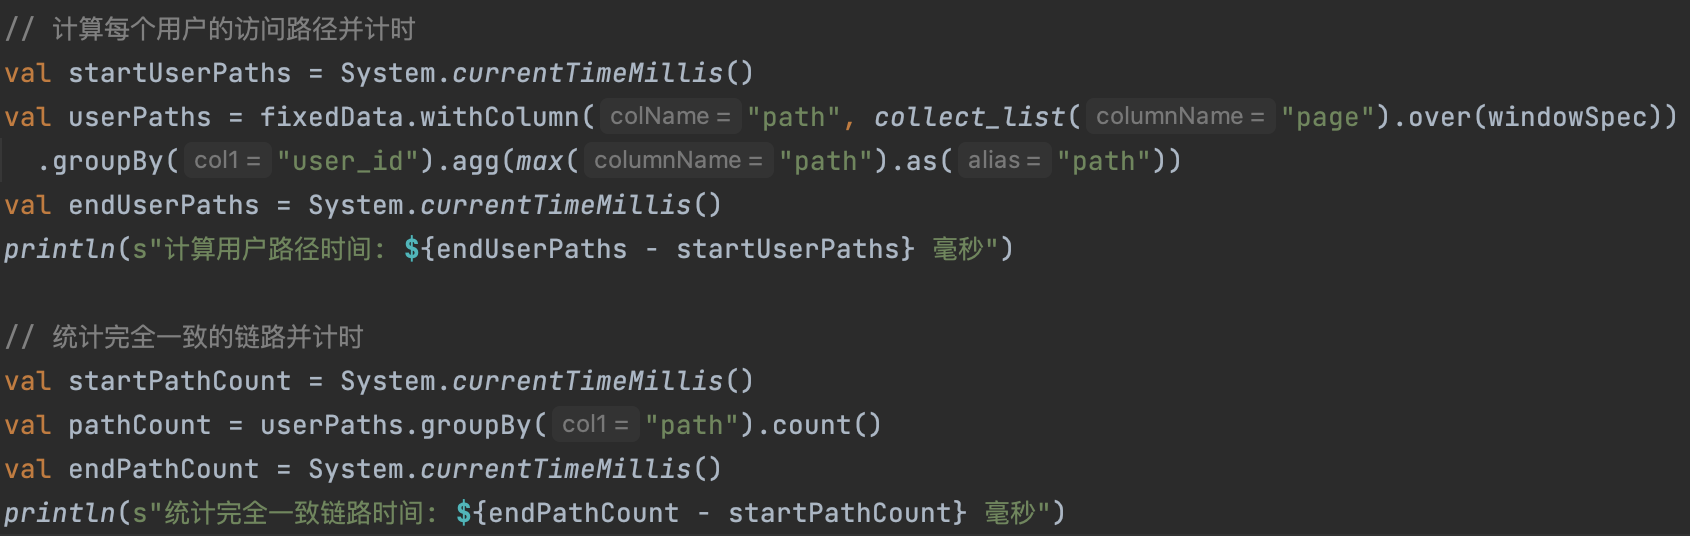 // 计算每个用户的访问路径并计时
val startUserPaths = System.currentTimeMillis()
val userPaths = fixedData.withColumn( colName = "path", collect_list( columnName = "page").over(windowSpec))
.groupBy( col1 = "user_id").agg(max( columnName = "path").as( alias = "path"))
val endUserPaths = System.currentTimeMillis()
println(s"计算用户路径时间: ${endUserPaths - startUserPaths} 毫秒")
// 统计完全一致的链路并计时
val startPathCount = System.currentTimeMillis()
val pathCount = userPaths.groupBy( col1 = "path").count()
val endPathCount = System.currentTimeMillis()
println(s"统计完全一致链路时间: ${endPathCount - startPathCount} 毫秒")